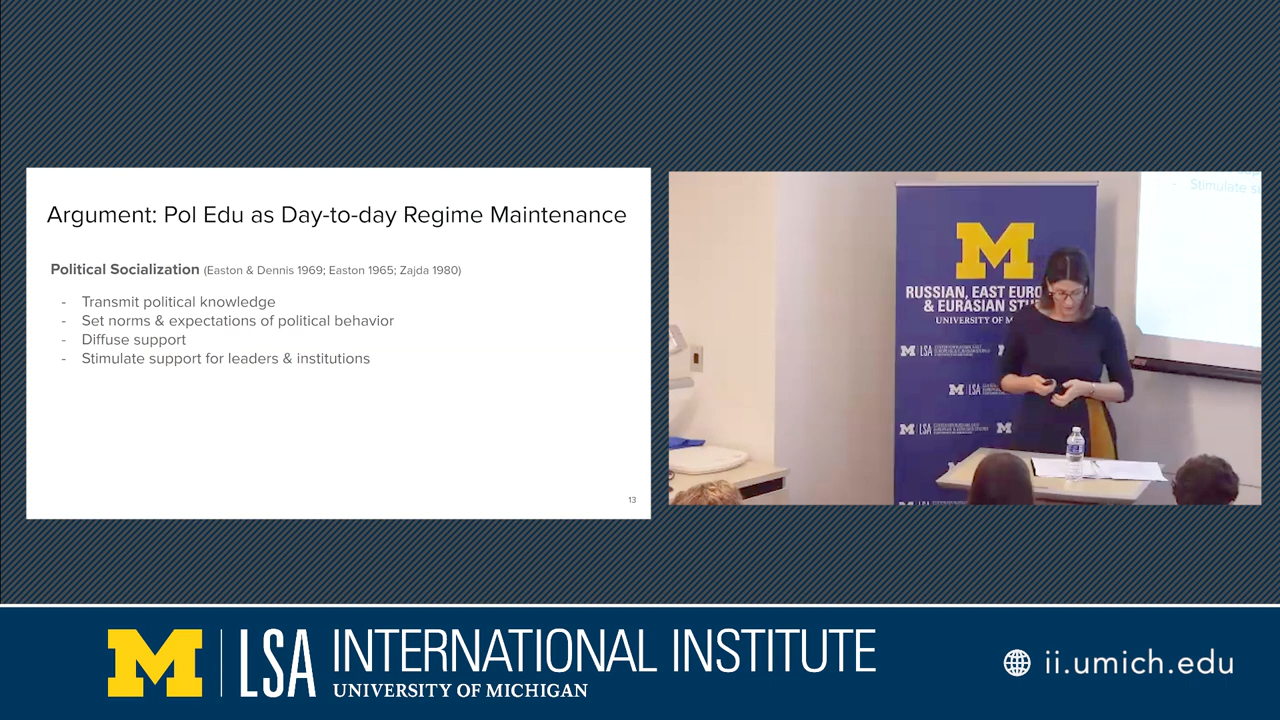 Argument: Pol Edu as Day-to-day Regime Maintenance
Political Socialization (Easton & Dennis 1969; Easton 1965; Zajda 1980)
- Transmit political knowledge
- Set norms & expectations of political behavior
- Diffuse support
- Stimulate support for leaders & institutions
13
- Stimulate
M
RUSSIAN, EAST EURO
& EURASIAN
UNIVERSITY OF M
M LSA
M LSA
M LSA
M LSA INTERNATIONAL INSTITUTE
UNIVERSITY OF MICHIGAN
ii.umich.edu